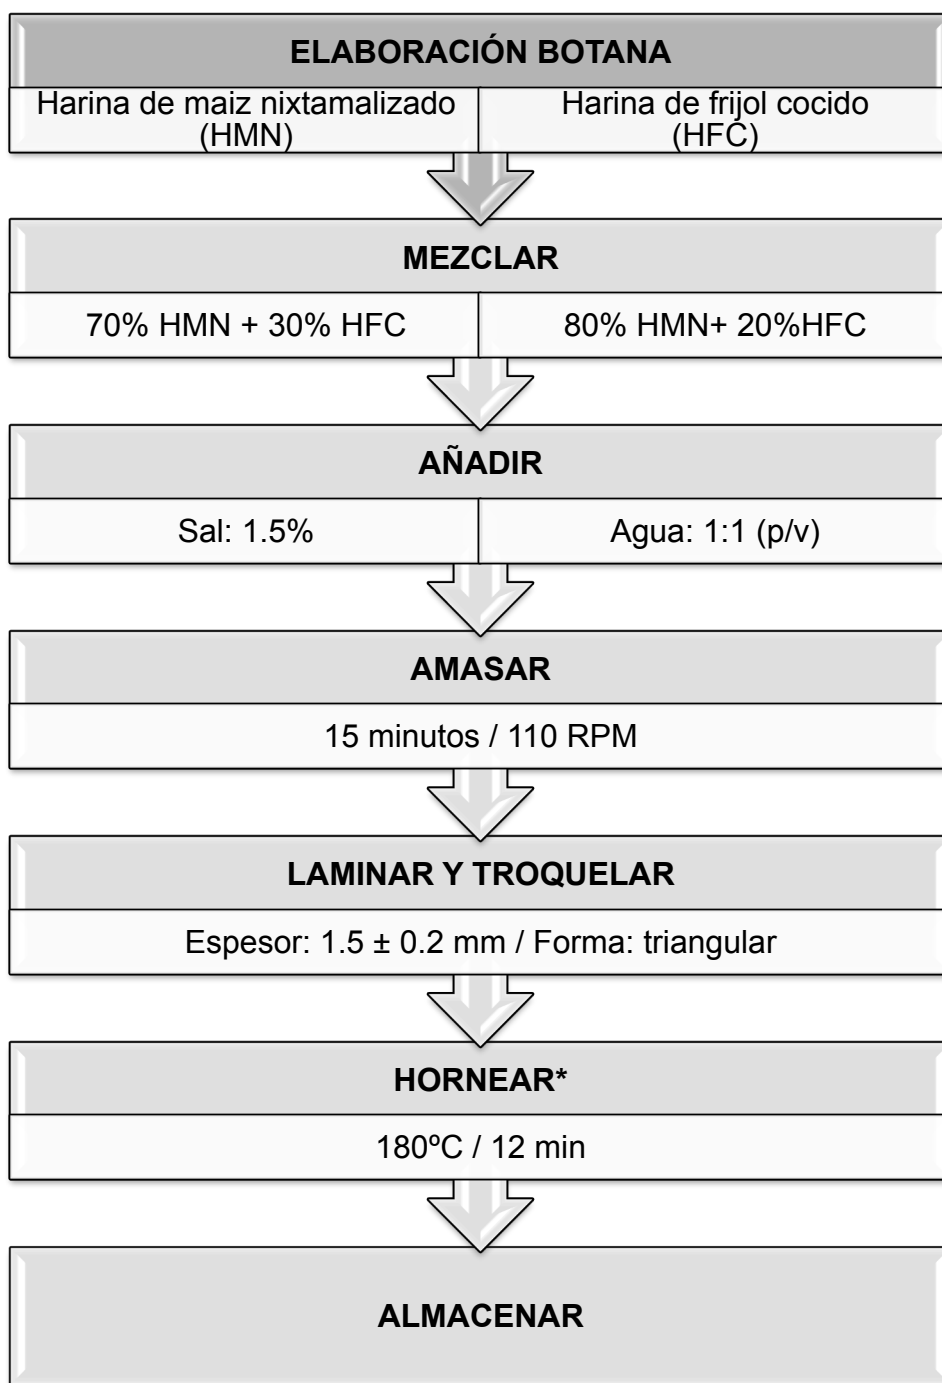 ELABORACIÓN BOTANA
Harina de maiz nixtamalizado
(HMN)
Harina de frijol cocido
(HFC)
MEZCLAR
70% HMN + 30% HFC
80% HMN+ 20%HFC
AÑADIR
Sal: 1.5%
Agua: 1:1 (p/v)
AMASAR
15 minutos / 110 RPM
LAMINAR Y TROQUELAR
Espesor: 1.5 ± 0.2 mm / Forma: triangular
HORNEAR*
180ºC / 12 min
ALMACENAR